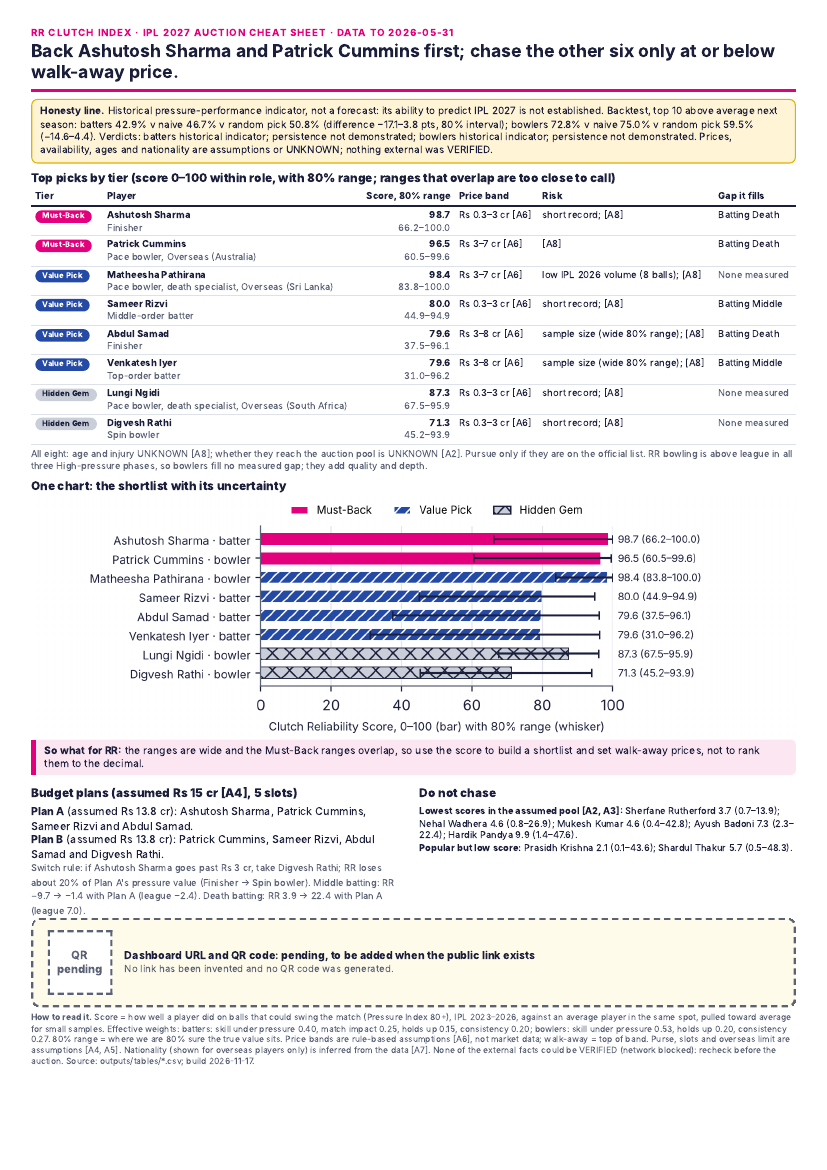 RR CLUTCH INDEX · IPL 2027 AUCTION CHEAT SHEET · DATA TO 2026-05-31
Back Ashutosh Sharma and Patrick Cummins first; chase the other six only at or below
walk-away price.
Honesty line. Historical pressure-performance indicator, not a forecast: its ability to predict IPL 2027 is not established. Backtest, top 10 above average next
season: batters 42.9% v naive 46.7% v random pick 50.8% (difference −17.1–3.8 pts, 80% interval); bowlers 72.8% v naive 75.0% v random pick 59.5%
(−14.6–4.4). Verdicts: batters historical indicator; persistence not demonstrated; bowlers historical indicator; persistence not demonstrated. Prices,
availability, ages and nationality are assumptions or UNKNOWN; nothing external was VERIFIED.
Top picks by tier (score 0–100 within role, with 80% range; ranges that overlap are too close to call)
Tier Player Score, 80% range Price band Risk Gap it fills
Must-Back Ashutosh Sharma 98.7 Rs 0.3–3 cr [A6] short record; [A8] Batting Death
Finisher 66.2–100.0
Must-Back Patrick Cummins 96.5 Rs 3–7 cr [A6] [A8] Batting Death
Pace bowler, Overseas (Australia) 60.5–99.6
Value Pick Matheesha Pathirana 98.4 Rs 3–7 cr [A6] low IPL 2026 volume (8 balls); [A8] None measured
Pace bowler, death specialist, Overseas (Sri Lanka) 83.8–100.0
Value Pick Sameer Rizvi 80.0 Rs 0.3–3 cr [A6] short record; [A8] Batting Middle
Middle-order batter 44.9–94.9
Value Pick Abdul Samad 79.6 Rs 3–8 cr [A6] sample size (wide 80% range); [A8] Batting Death
Finisher 37.5–96.1
Value Pick Venkatesh Iyer 79.6 Rs 3–8 cr [A6] sample size (wide 80% range); [A8] Batting Middle
Top-order batter 31.0–96.2
Hidden Gem Lungi Ngidi 87.3 Rs 0.3–3 cr [A6] short record; [A8] None measured
Pace bowler, death specialist, Overseas (South Africa) 67.5–95.9
Hidden Gem Digvesh Rathi 71.3 Rs 0.3–3 cr [A6] short record; [A8] None measured
Spin bowler 45.2–93.9
All eight: age and injury UNKNOWN [A8]; whether they reach the auction pool is UNKNOWN [A2]. Pursue only if they are on the official list. RR bowling is above league in all
three High-pressure phases, so bowlers fill no measured gap; they add quality and depth.
One chart: the shortlist with its uncertainty
Must-Back Value Pick Hidden Gem
Ashutosh Sharma · batter 98.7 (66.2–100.0)
Patrick Cummins · bowler 96.5 (60.5–99.6)
Matheesha Pathirana · bowler 98.4 (83.8–100.0)
Sameer Rizvi · batter 80.0 (44.9–94.9)
Abdul Samad · batter 79.6 (37.5–96.1)
Venkatesh Iyer · batter 79.6 (31.0–96.2)
Lungi Ngidi · bowler 87.3 (67.5–95.9)
Digvesh Rathi · bowler 71.3 (45.2–93.9)
0 20 40 60 80 100
Clutch Reliability Score, 0–100 (bar) with 80% range (whisker)
So what for RR: the ranges are wide and the Must-Back ranges overlap, so use the score to build a shortlist and set walk-away prices, not to rank
them to the decimal.
Budget plans (assumed Rs 15 cr [A4], 5 slots)
Plan A (assumed Rs 13.8 cr): Ashutosh Sharma, Patrick Cummins,
Sameer Rizvi and Abdul Samad.
Plan B (assumed Rs 13.8 cr): Patrick Cummins, Sameer Rizvi, Abdul
Samad and Digvesh Rathi.
Switch rule: if Ashutosh Sharma goes past Rs 3 cr, take Digvesh Rathi; RR loses
about 20% of Plan A's pressure value (Finisher → Spin bowler). Middle batting: RR
−9.7 → −1.4 with Plan A (league −2.4). Death batting: RR 3.9 → 22.4 with Plan A
(league 7.0).
Do not chase
Lowest scores in the assumed pool [A2, A3]: Sherfane Rutherford 3.7 (0.7–13.9);
Nehal Wadhera 4.6 (0.8–26.9); Mukesh Kumar 4.6 (0.4–42.8); Ayush Badoni 7.3 (2.3–
22.4); Hardik Pandya 9.9 (1.4–47.6).
Popular but low score: Prasidh Krishna 2.1 (0.1–43.6); Shardul Thakur 5.7 (0.5–48.3).
QR
pending
Dashboard URL and QR code: pending, to be added when the public link exists
No link has been invented and no QR code was generated.
How to read it. Score = how well a player did on balls that could swing the match (Pressure Index 80+), IPL 2023–2026, against an average player in the same spot, pulled toward average
for small samples. Effective weights: batters: skill under pressure 0.40, match impact 0.25, holds up 0.15, consistency 0.20; bowlers: skill under pressure 0.53, holds up 0.20, consistency
0.27. 80% range = where we are 80% sure the true value sits. Price bands are rule-based assumptions [A6], not market data; walk-away = top of band. Purse, slots and overseas limit are
assumptions [A4, A5]. Nationality (shown for overseas players only) is inferred from the data [A7]. None of the external facts could be VERIFIED (network blocked): recheck before the
auction. Source: outputs/tables/*.csv; build 2026-11-17.